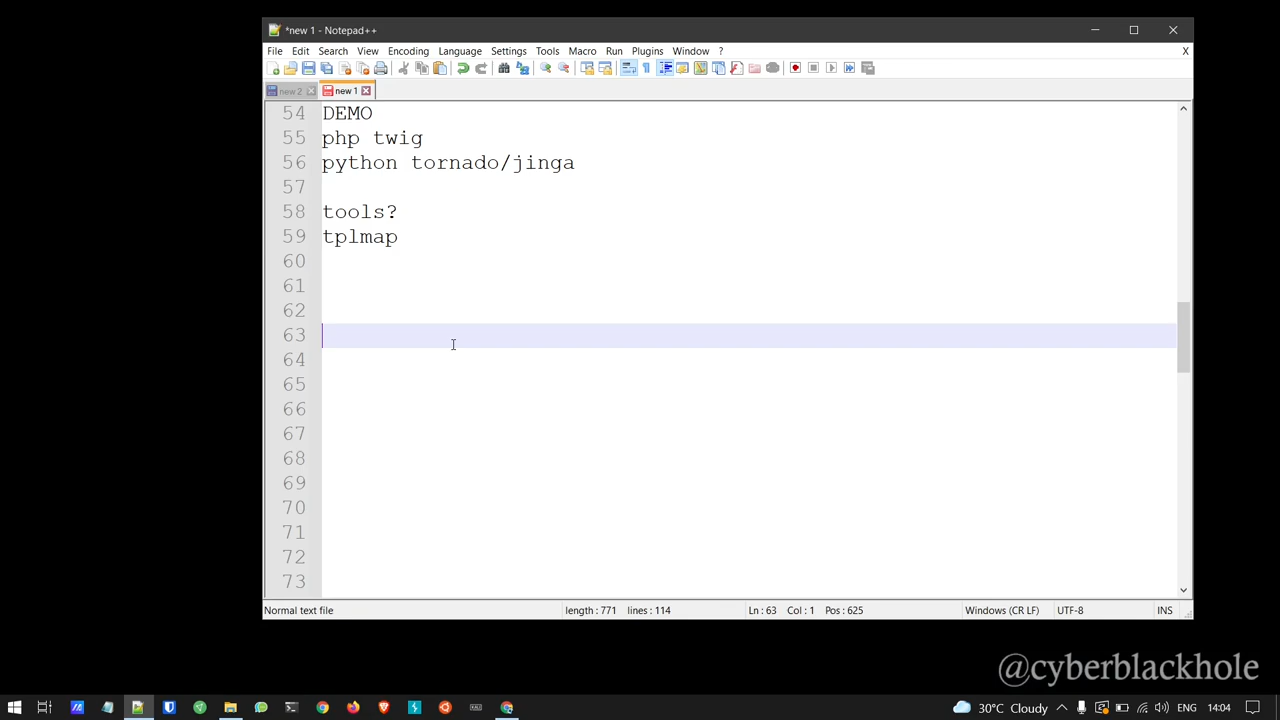 *new 1 - Notepad++
File Edit Search View Encoding Language Settings Tools Macro Run Plugins Window ? X
new 2 new 1
54 DEMO
55 php twig
56 python tornado/jinga
57
58 tools?
59 tplmap
60
61
62
63
64
65
66
67
68
69
70
71
72
73
Normal text file length : 771 lines : 114 Ln : 63 Col : 1 Pos : 625 Windows (CR LF) UTF-8 INS
@cyberblackhole
30°C Cloudy ENG 14:04